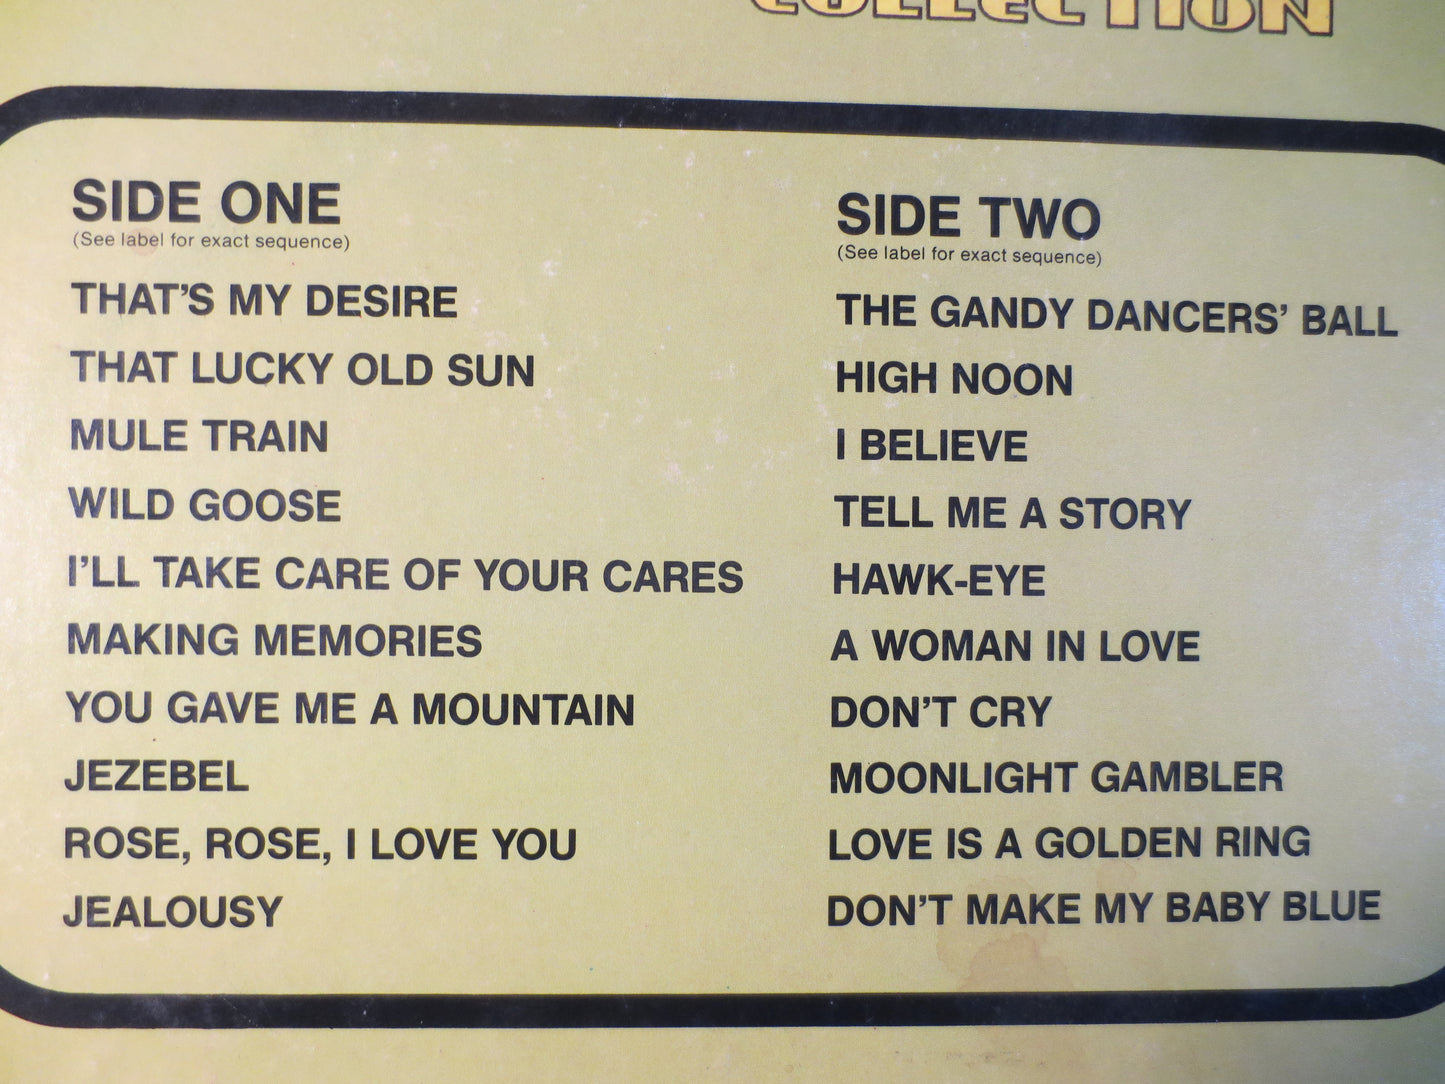 COLLECTION
SIDE ONE
(See label for exact sequence)
THAT'S MY DESIRE
THAT LUCKY OLD SUN
MULE TRAIN
WILD GOOSE
I'LL TAKE CARE OF YOUR CARES
MAKING MEMORIES
YOU GAVE ME A MOUNTAIN
JEZEBEL
ROSE, ROSE, I LOVE YOU
JEALOUSY
SIDE TWO
(See label for exact sequence)
THE GANDY DANCERS' BALL
HIGH NOON
I BELIEVE
TELL ME A STORY
HAWK-EYE
A WOMAN IN LOVE
DON'T CRY
MOONLIGHT GAMBLER
LOVE IS A GOLDEN RING
DON'T MAKE MY BABY BLUE